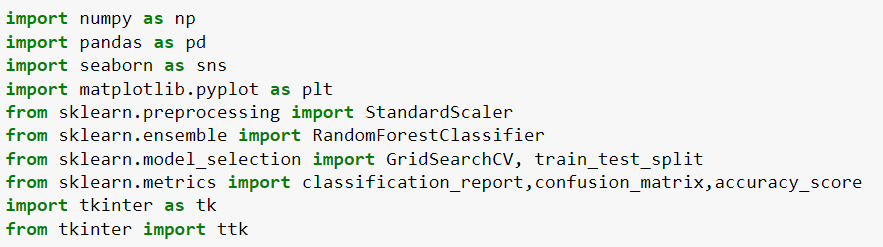 import numpy as np
import pandas as pd
import seaborn as sns
import matplotlib.pyplot as plt
from sklearn.preprocessing import StandardScaler
from sklearn.ensemble import RandomForestClassifier
from sklearn.model_selection import GridSearchCV, train_test_split
from sklearn.metrics import classification_report,confusion_matrix,accuracy_score
import tkinter as tk
from tkinter import ttk